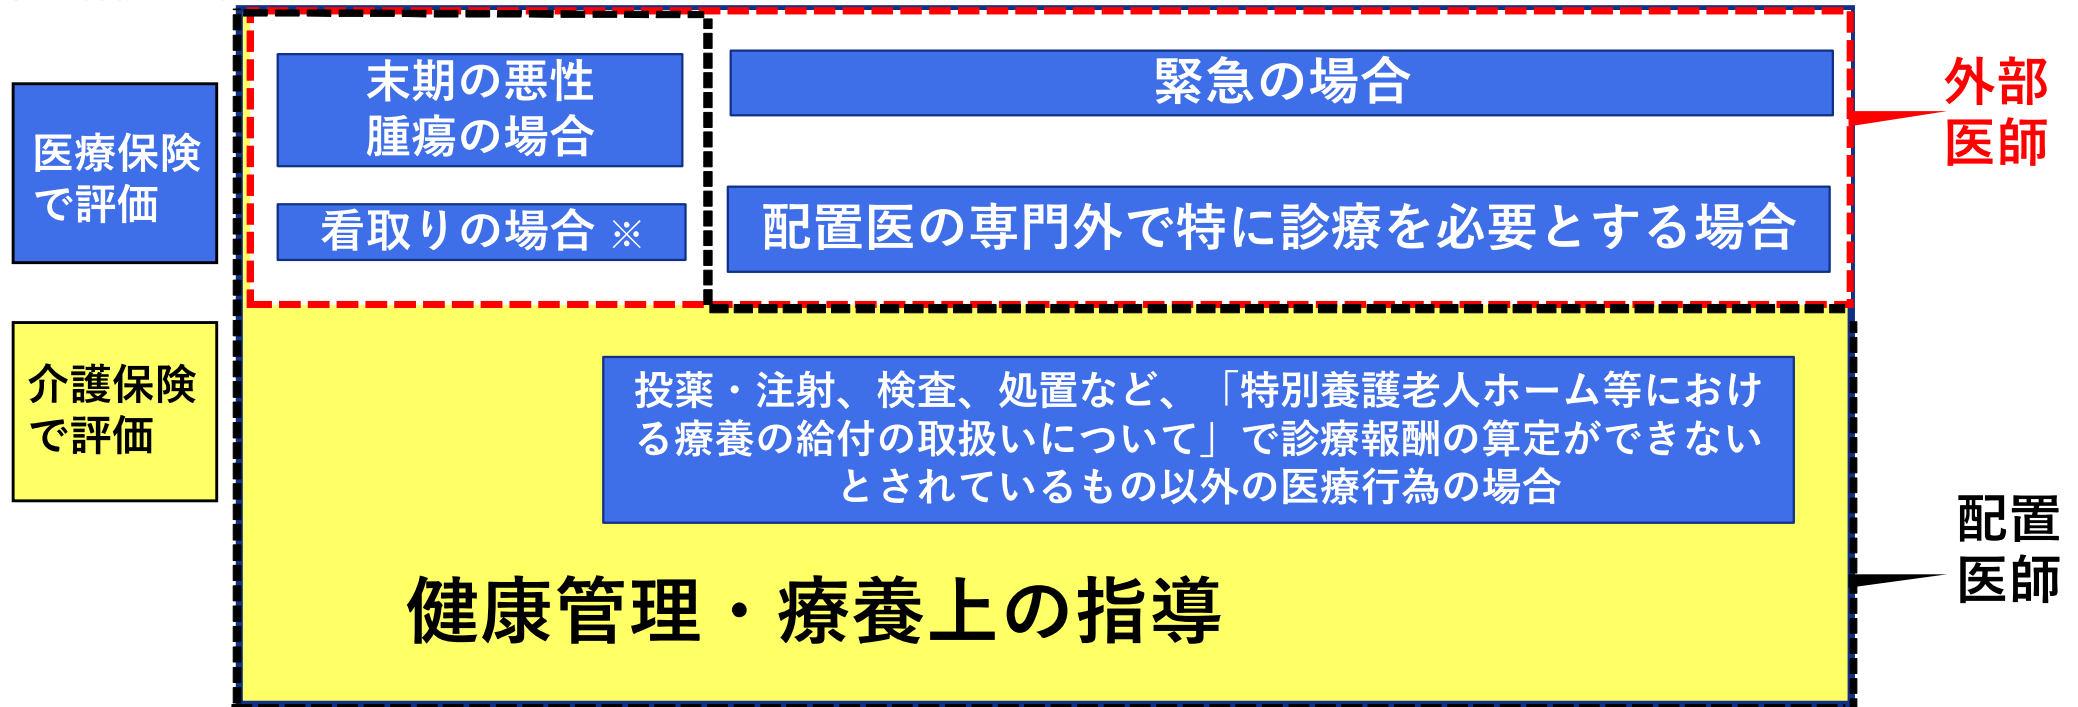 医療保険
で評価
介護保険
で評価
末期の悪性
腫瘍の場合
看取りの場合 ※
緊急の場合
配置医の専門外で特に診療を必要とする場合
投薬・注射、検査、処置など、「特別養護老人ホーム等におけ
る療養の給付の取扱いについて」で診療報酬の算定ができない
とされているもの以外の医療行為の場合
健康管理・療養上の指導
外部
医師
配置
医師